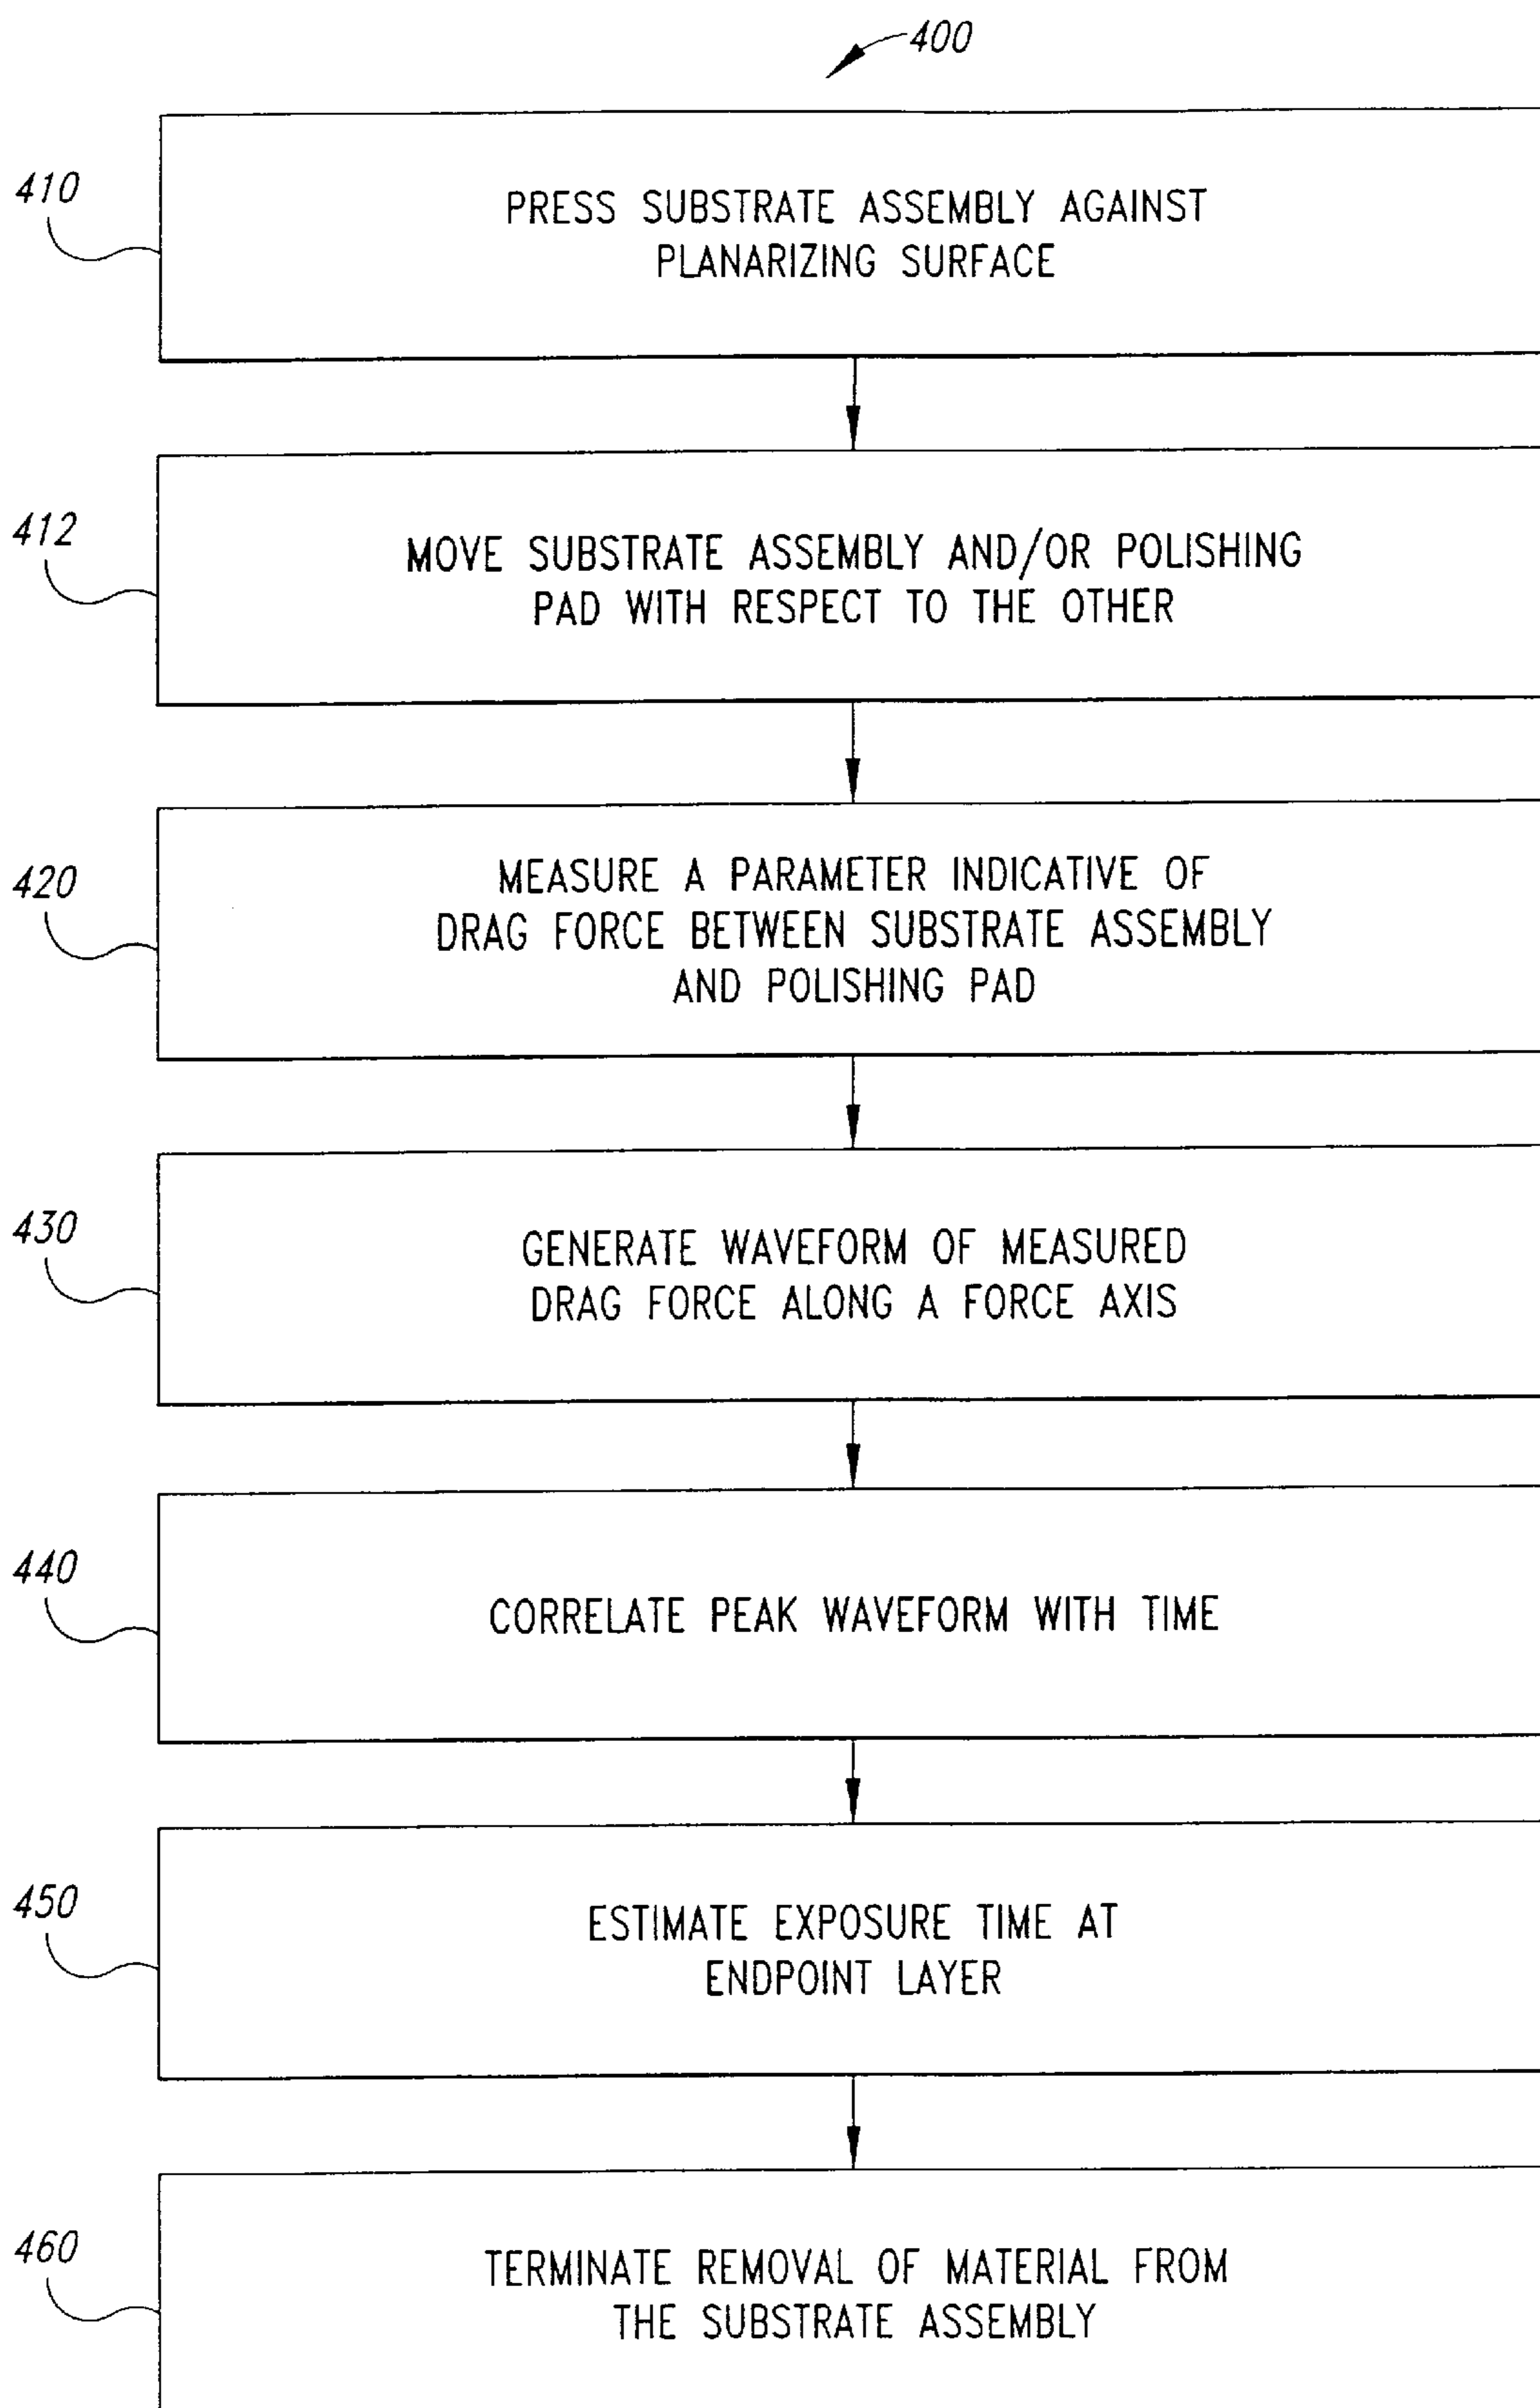 400
410
PRESS SUBSTRATE ASSEMBLY AGAINST
PLANARIZING SURFACE
412
MOVE SUBSTRATE ASSEMBLY AND/OR POLISHING
PAD WITH RESPECT TO THE OTHER
420
MEASURE A PARAMETER INDICATIVE OF
DRAG FORCE BETWEEN SUBSTRATE ASSEMBLY
AND POLISHING PAD
430
GENERATE WAVEFORM OF MEASURED
DRAG FORCE ALONG A FORCE AXIS
440
CORRELATE PEAK WAVEFORM WITH TIME
450
ESTIMATE EXPOSURE TIME AT
ENDPOINT LAYER
460
TERMINATE REMOVAL OF MATERIAL FROM
THE SUBSTRATE ASSEMBLY